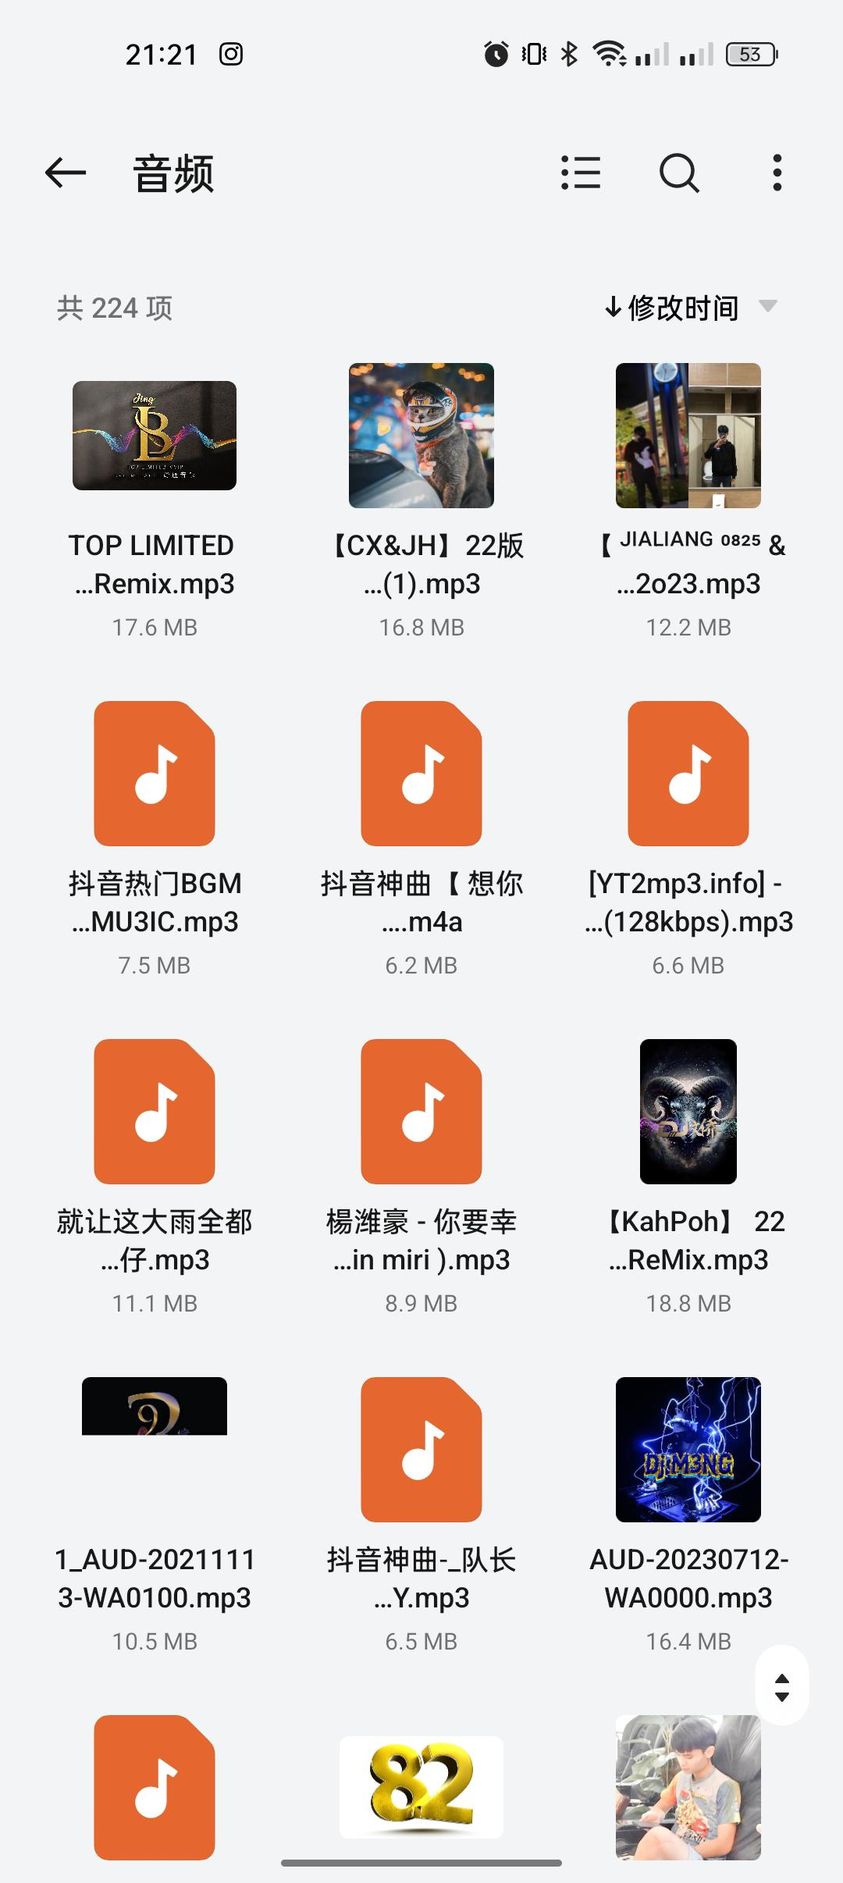 21:21
53
音频
共 224 项
修改时间
Jing
LB
TOP LIMITED
...Remix.mp3
17.6 MB
【CX&JH】22版
...(1).mp3
16.8 MB
【 ᴶᴵᴬᴸᴵᴬᴺᴳ ⁰⁸²⁵ &
...2o23.mp3
12.2 MB
抖音热门BGM
...MU3IC.mp3
7.5 MB
抖音神曲【 想你
....m4a
6.2 MB
[YT2mp3.info] -
...(128kbps).mp3
6.6 MB
就让这大雨全都
...仔.mp3
11.1 MB
楊濰豪 - 你要幸
...in miri ).mp3
8.9 MB
【KahPoh】 22
...ReMix.mp3
18.8 MB
1_AUD-2021111
3-WA0100.mp3
10.5 MB
抖音神曲-_队长
...Y.mp3
6.5 MB
Dj M3NG
AUD-20230712-
WA0000.mp3
16.4 MB
82